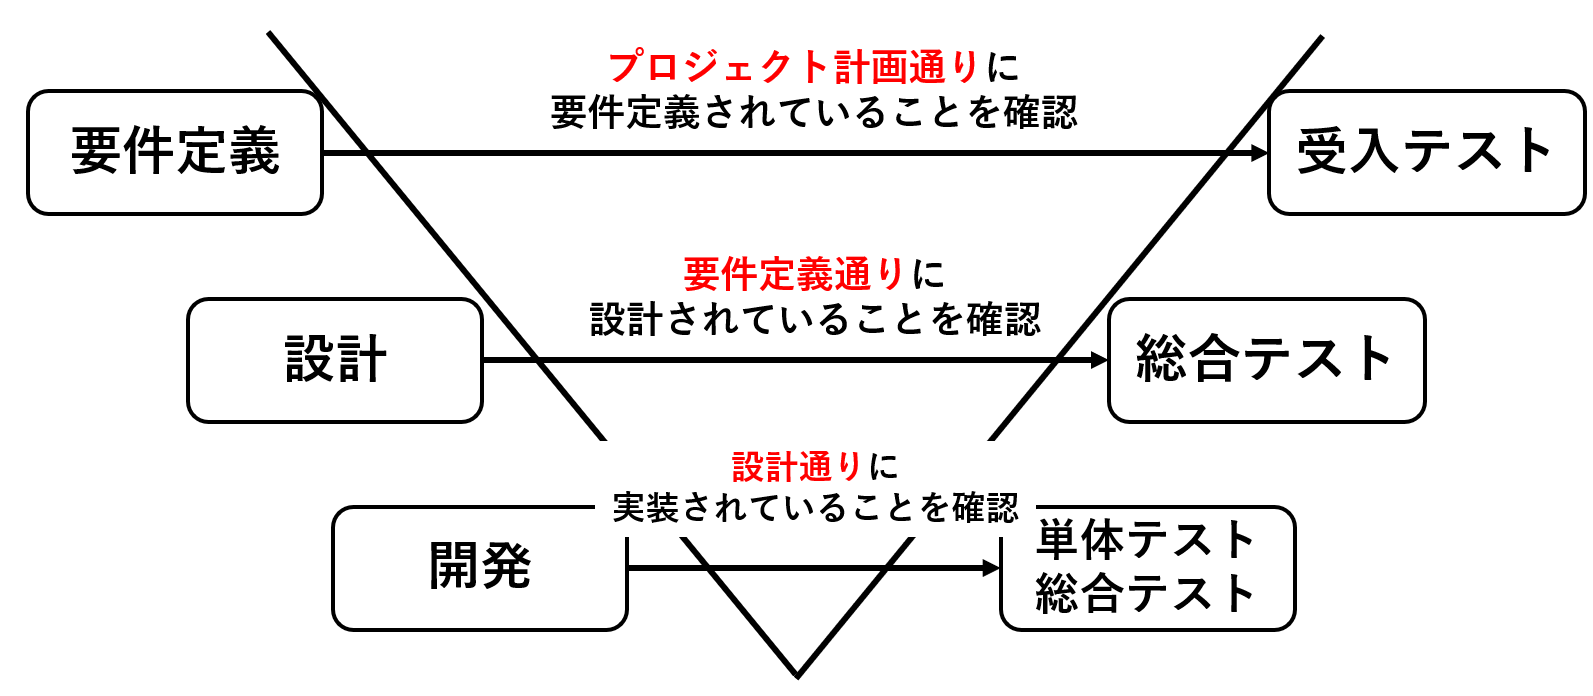 プロジェクト計画通りに
要件定義されていることを確認
要件定義
受入テスト
要件定義通りに
設計されていることを確認
設計
総合テスト
設計通りに
実装されていることを確認
開発
単体テスト
総合テスト